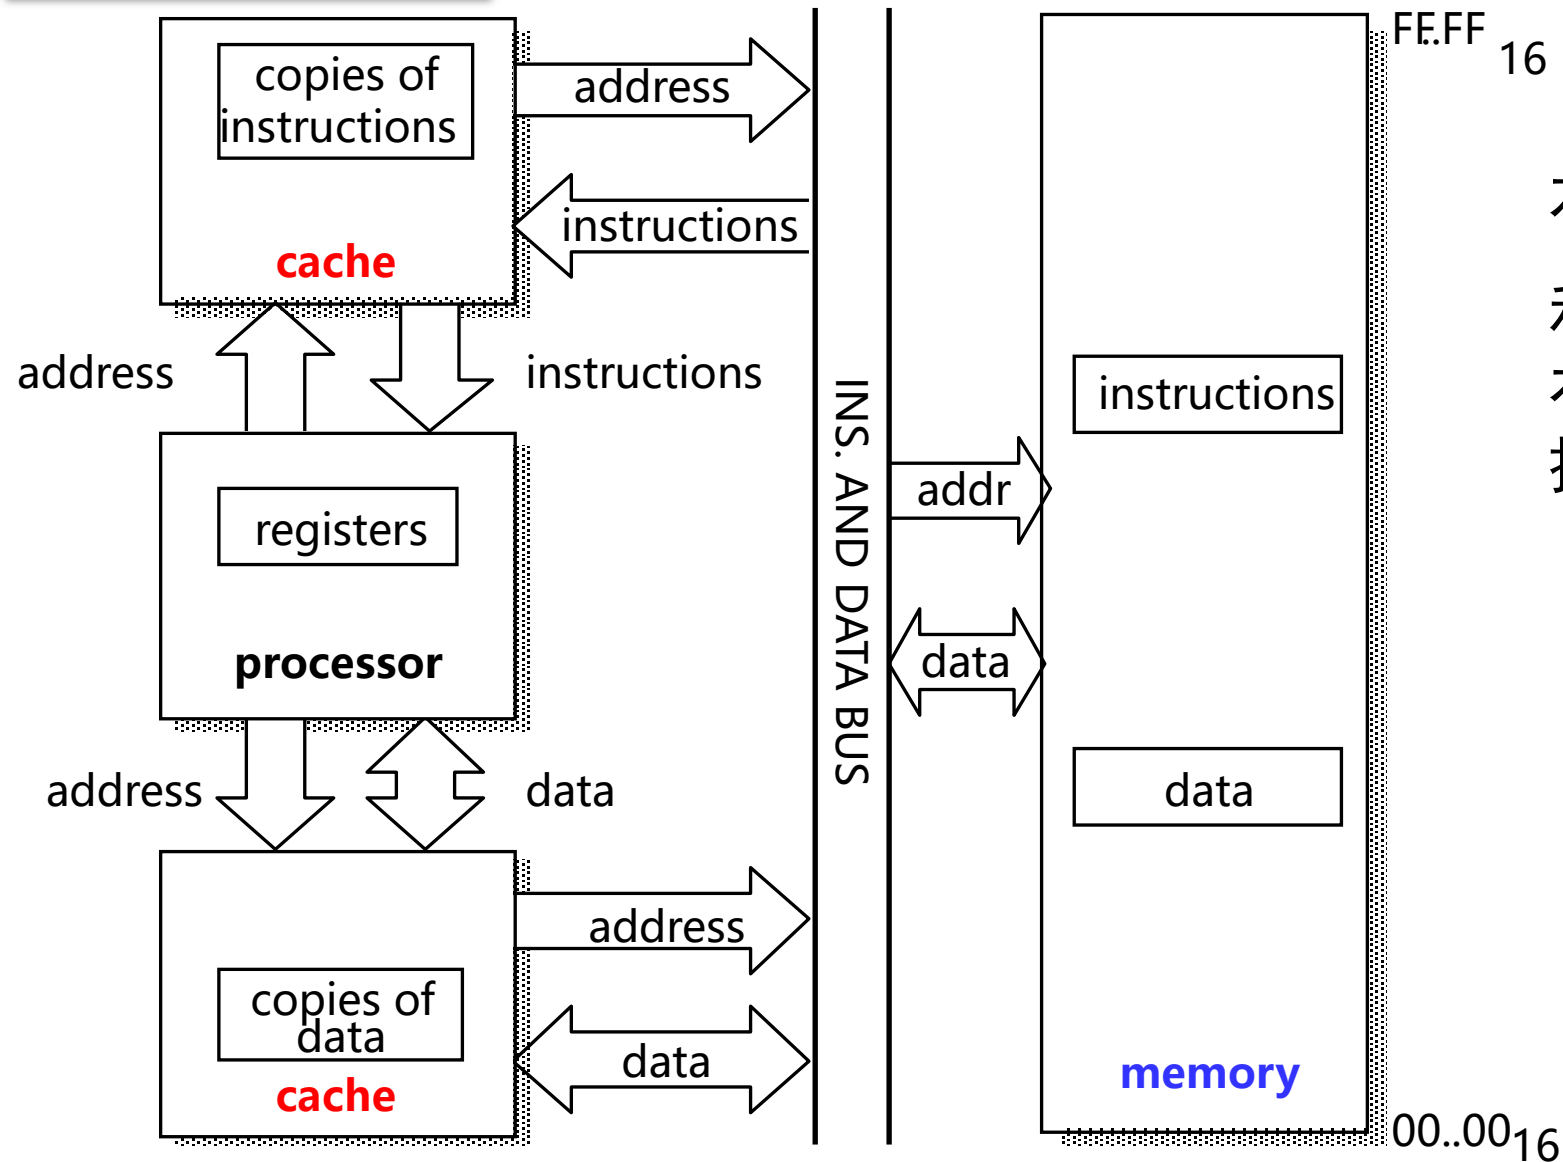 copies of
instructions
cache
address
instructions
address
instructions
registers
processor
address
data
copies of
data
cache
address
data
INS. AND DATA BUS
addr
data
instructions
data
memory
FF..FF 16
00..00 16